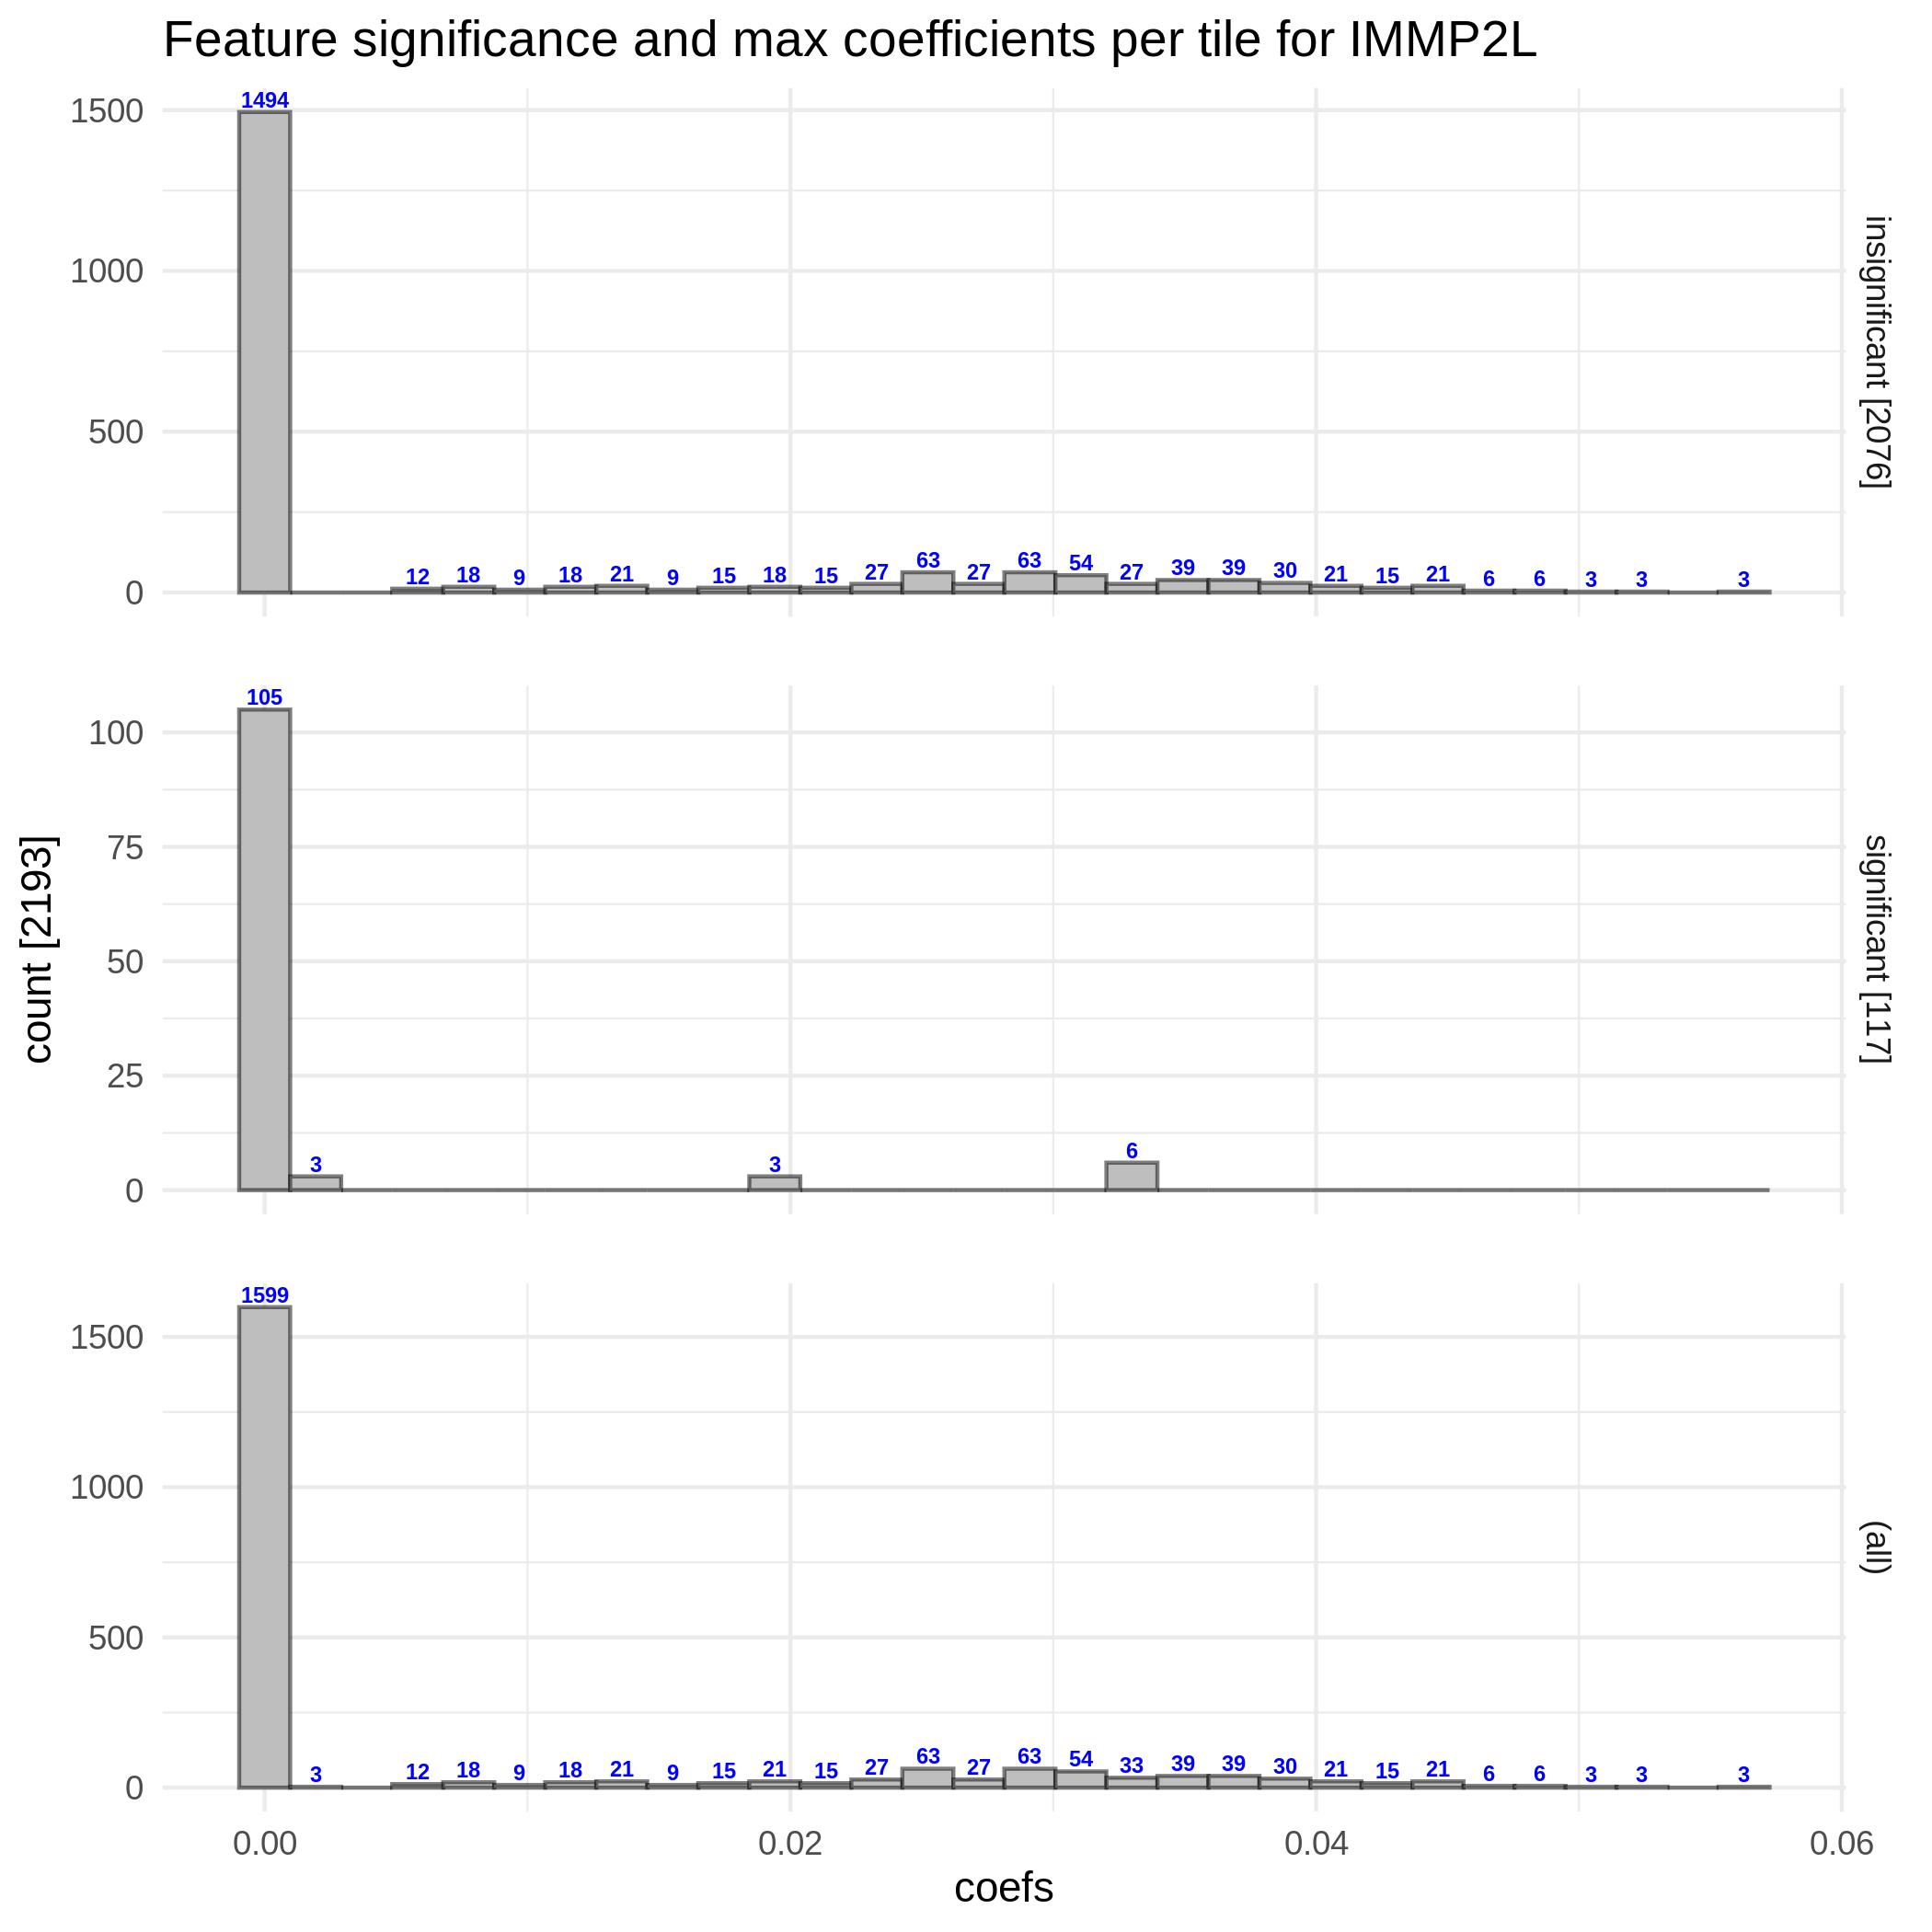 Feature significance and max coefficients per tile for IMMP2L
count [2193]
1500
1000
500
0
1494
12 18 9 18 21 9 15 18 15 27 63 27 63 54 27 39 39 30 21 15 21 6 6 3 3 3
insignificant [2076]
100
75
50
25
0
105
3 3 6
significant [117]
1500
1000
500
0
1599
3 12 18 9 18 21 9 15 21 15 27 63 27 63 54 33 39 39 30 21 15 21 6 6 3 3 3
(all)
0.00 0.02 0.04 0.06
coefs